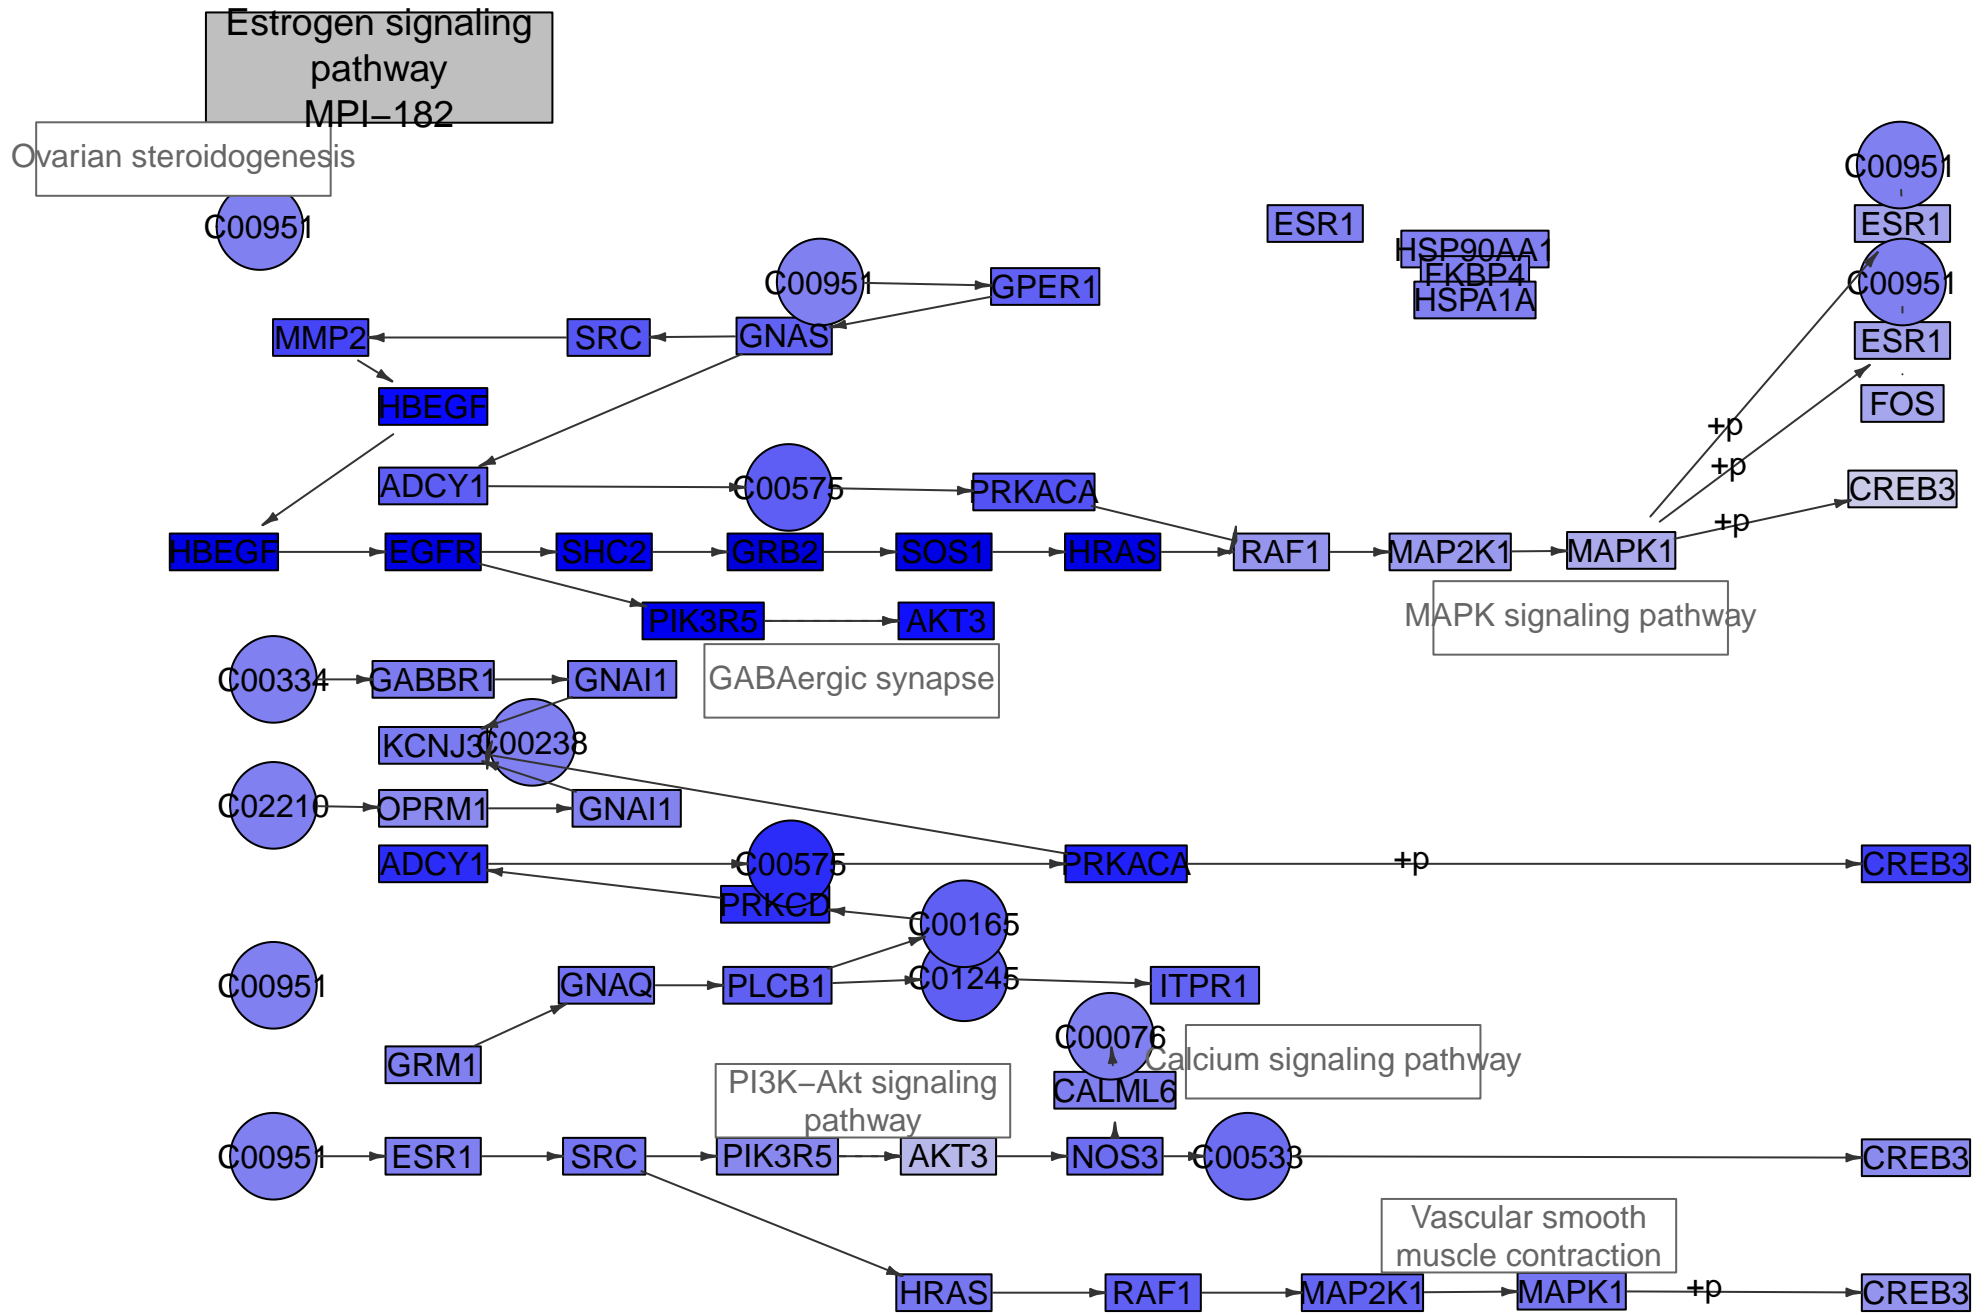 Estrogen signaling
pathway
MPI−182
Ovarian steroidogenesis
C00951
C00951
ESR1
ESR1
C00951
HSP90AA1
FKBP4
HSPA1A
C00951
GPER1
C00951
MMP2
SRC
GNAS
ESR1
HBEGF
FOS
+p
+p
ADCY1
C00575
PRKACA
CREB3
+p
HBEGF
EGFR
SHC2
GRB2
SOS1
HRAS
RAF1
MAP2K1
MAPK1
PIK3R5
AKT3
MAPK signaling pathway
C00334
GABBR1
GNAI1
GABAergic synapse
KCNJ3
C00238
C02210
OPRM1
GNAI1
ADCY1
C00575
PRKACA
+p
CREB3
PRKCD
C00165
C00951
GNAQ
PLCB1
C01245
ITPR1
C00076
Calcium signaling pathway
GRM1
CALML6
PI3K−Akt signaling
pathway
C00951
ESR1
SRC
PIK3R5
AKT3
NOS3
C00533
CREB3
Vascular smooth
muscle contraction
HRAS
RAF1
MAP2K1
MAPK1
+p
CREB3